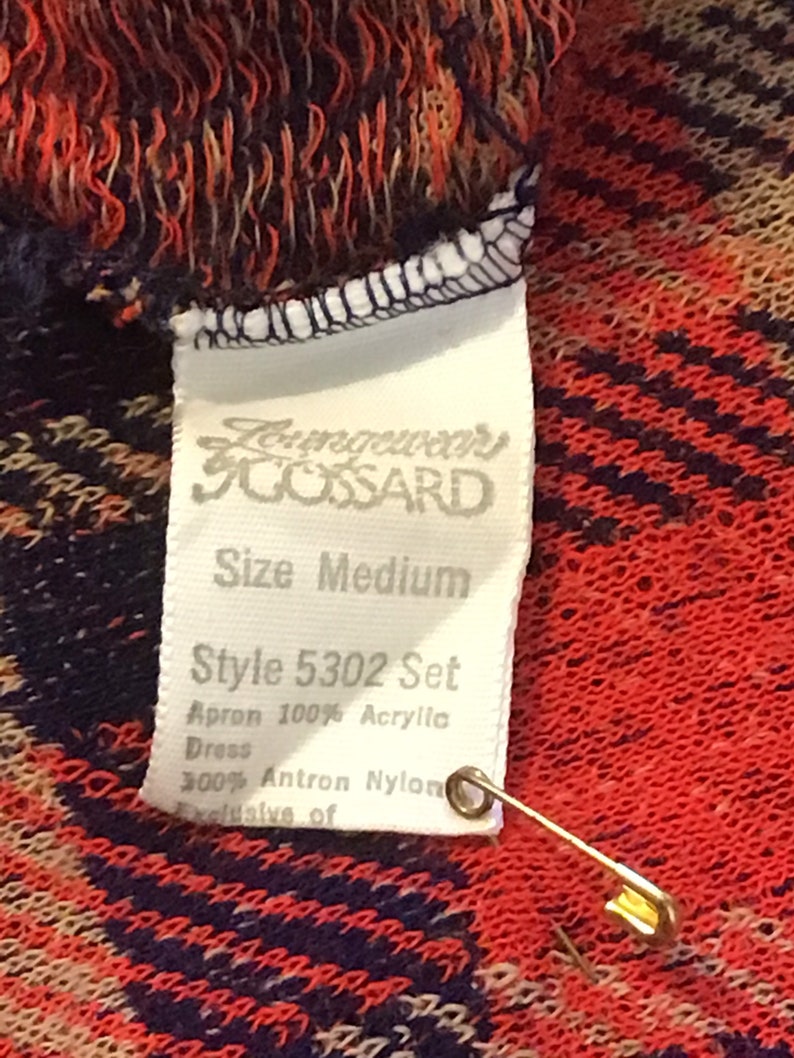 Loungewear
GOSSARD
Size Medium
Style 5302 Set
Apron 100% Acrylic
Dress
100% Antron Nylon
Exclusive of